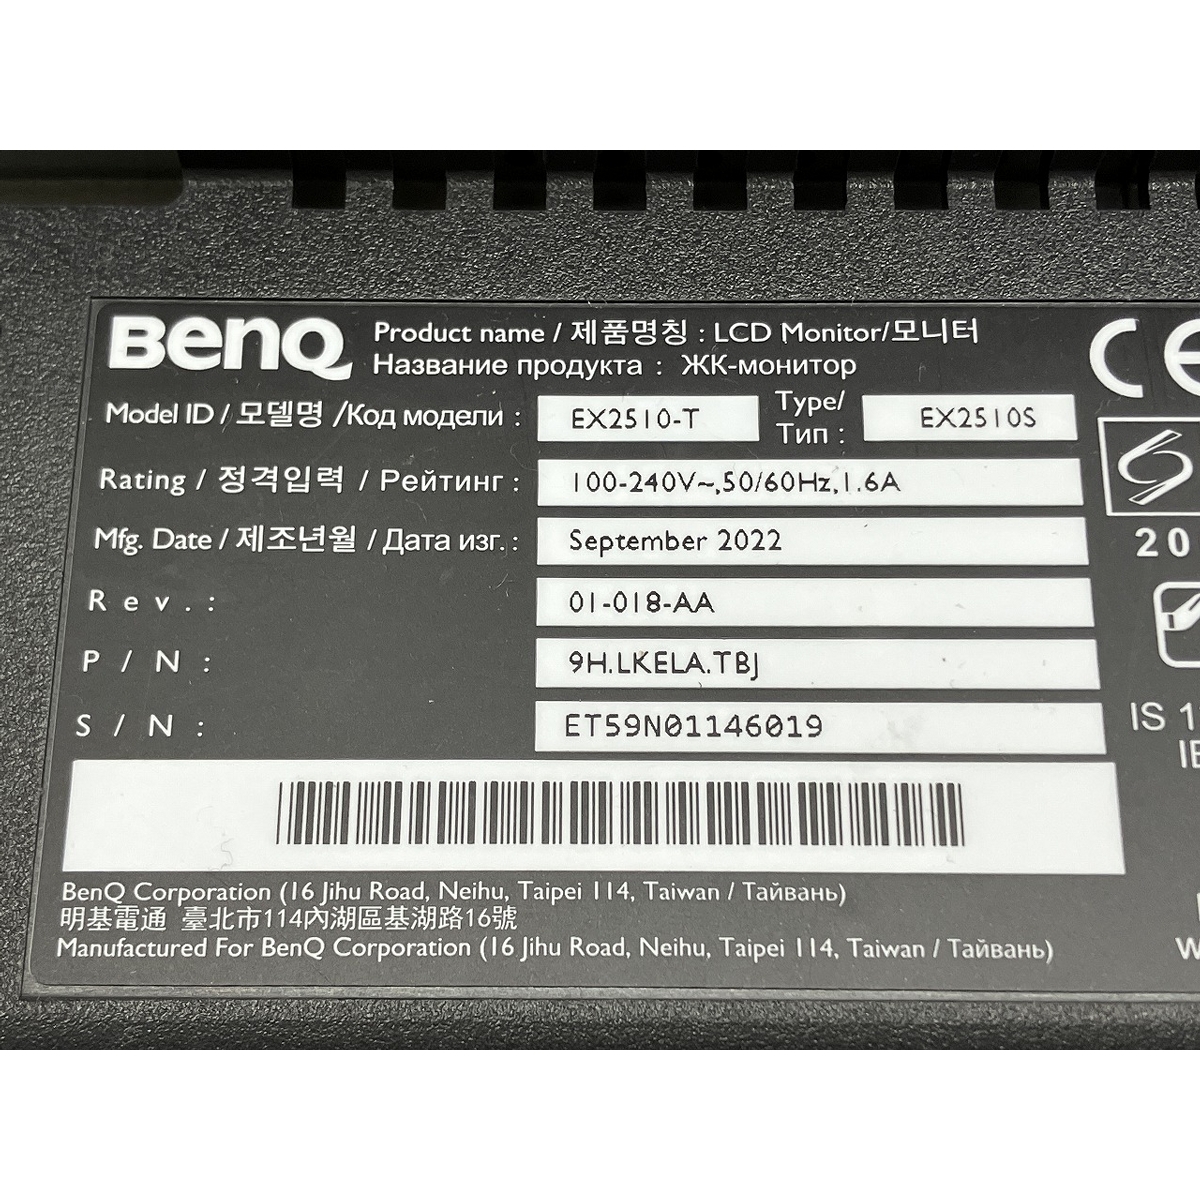 BenQ
Product name / 제품명칭 : LCD Monitor/모니터
Название продукта : ЖК-монитор
Model ID / 모델명 /Код модели : EX2510-T Type/ Тип : EX2510S
Rating / 정격입력 / Рейтинг : 100-240V~,50/60Hz,1.6A
Mfg. Date / 제조년월 / Дата изг. : September 2022
Rev. : 01-018-AA
P/N : 9H.LKELA.TBJ
S/N : ET59N01146019
BenQ Corporation (16 Jihu Road, Neihu, Taipei 114, Taiwan / Тайвань)
明基電通 臺北市114內湖區基湖路16號
Manufactured For BenQ Corporation (16 Jihu Road, Neihu, Taipei 114, Taiwan / Тайвань)
CE
20
IS 1